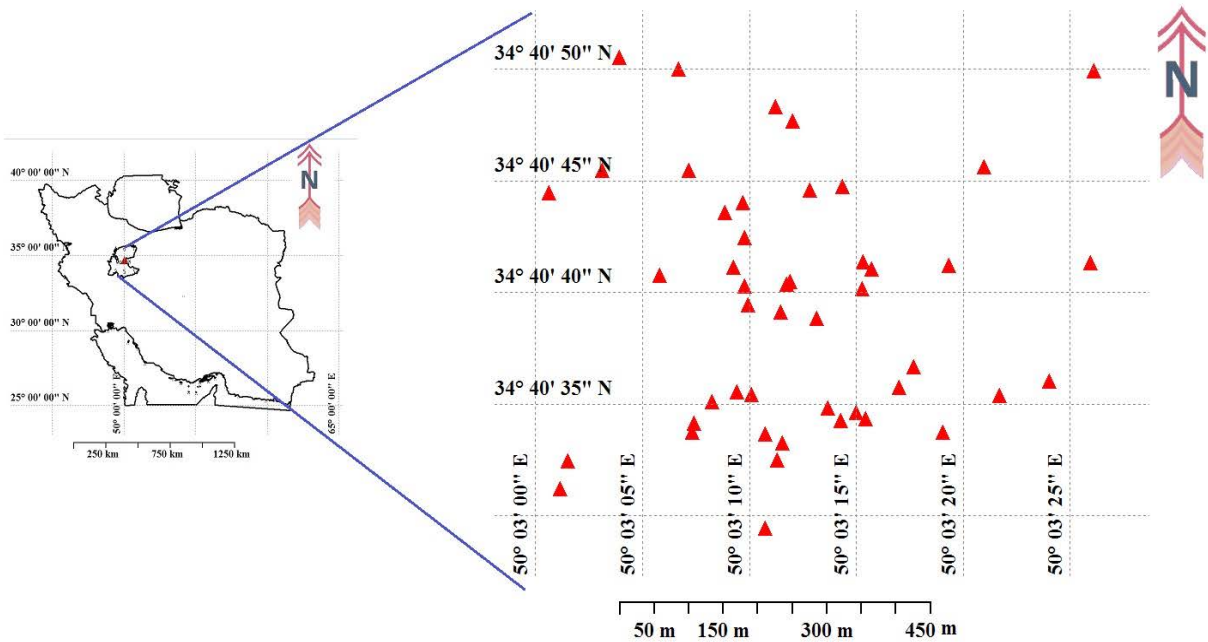 N
40° 00' 00" N
35° 00' 00" N
30° 00' 00" N
25° 00' 00" N
50° 00' 00" E
65° 00' 00" E
250 km 750 km 1250 km
N
34° 40' 50" N
34° 40' 45" N
34° 40' 40" N
34° 40' 35" N
50° 03' 00" E
50° 03' 05" E
50° 03' 10" E
50° 03' 15" E
50° 03' 20" E
50° 03' 25" E
50 m 150 m 300 m 450 m